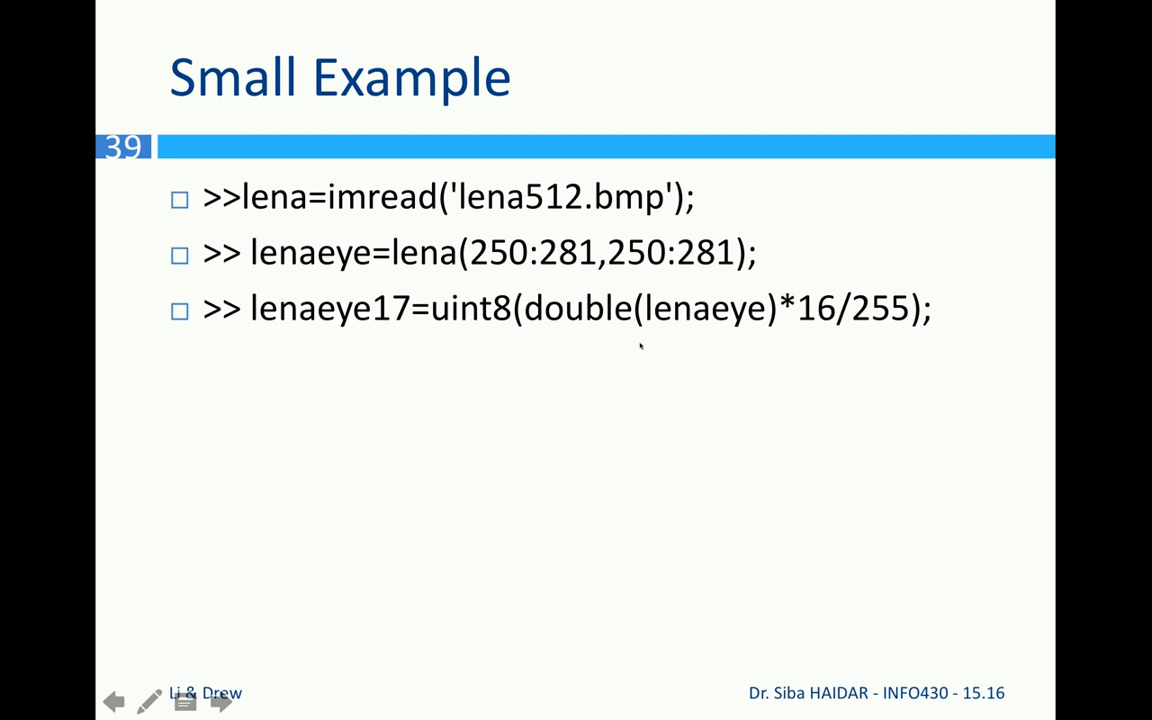 Small Example
39
>>lena=imread('lena512.bmp');
>> lenaeye=lena(250:281,250:281);
>> lenaeye17=uint8(double(lenaeye)*16/255);
Li & Drew
Dr. Siba HAIDAR - INFO430 - 15.16